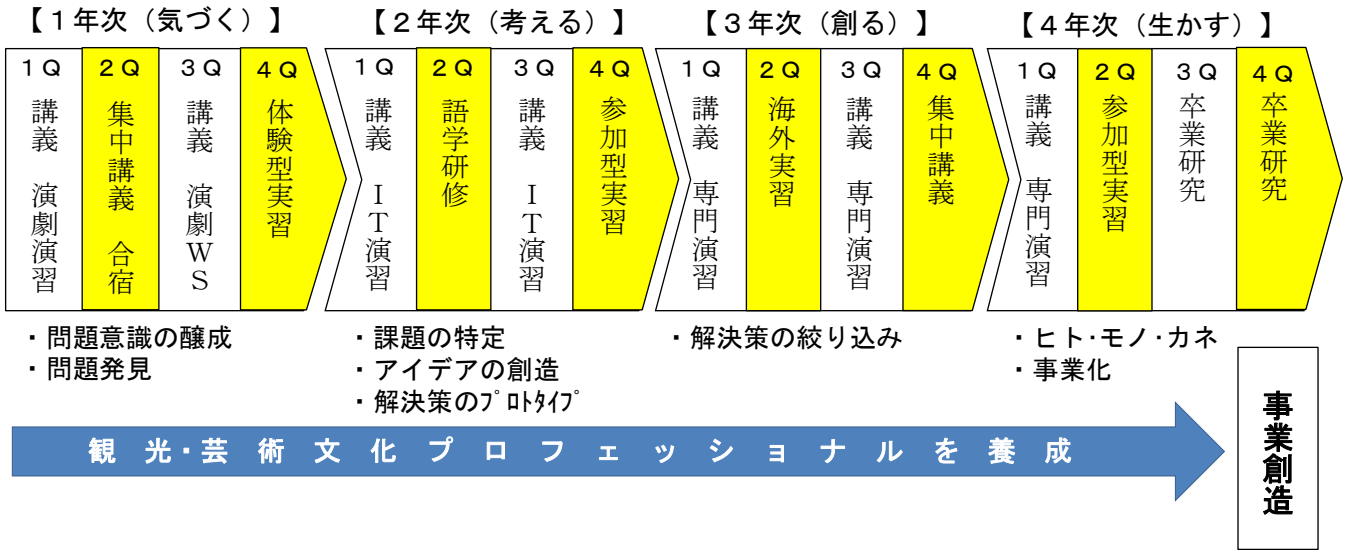 【１年次（気づく）】
１Ｑ
講義　演劇演習
２Ｑ
集中講義　合宿
３Ｑ
講義　演劇ＷＳ
４Ｑ
体験型実習
・問題意識の醸成
・問題発見
【２年次（考える）】
１Ｑ
講義　ＩＴ演習
２Ｑ
語学研修
３Ｑ
講義　ＩＴ演習
４Ｑ
参加型実習
・課題の特定
・アイデアの創造
・解決策のﾌﾟﾛﾄﾀｲﾌﾟ
【３年次（創る）】
１Ｑ
講義　専門演習
２Ｑ
海外実習
３Ｑ
講義　専門演習
４Ｑ
集中講義
・解決策の絞り込み
【４年次（生かす）】
１Ｑ
講義　専門演習
２Ｑ
参加型実習
３Ｑ
卒業研究
４Ｑ
卒業研究
・ヒト･モノ･カネ
・事業化
観光・芸術文化プロフェッショナルを養成
事業創造